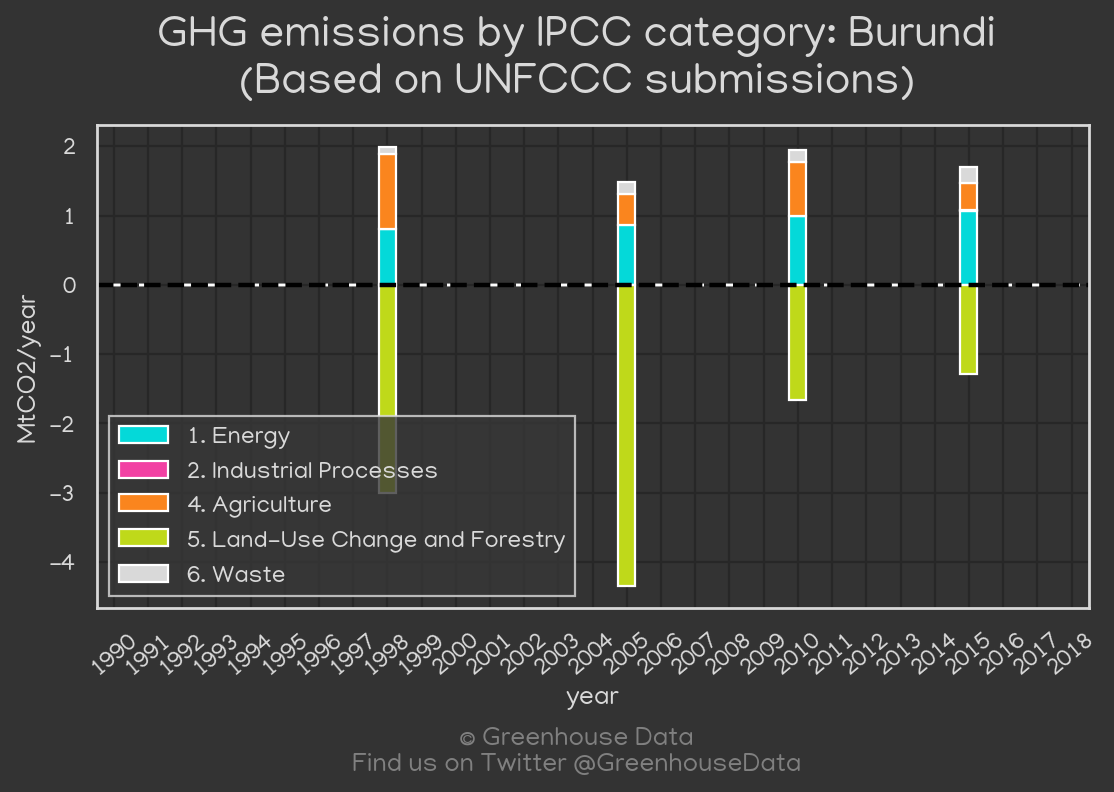 GHG emissions by IPCC category: Burundi
(Based on UNFCCC submissions)
2
1
0
-1
-2
-3
-4
MtCO2/year
1. Energy
2. Industrial Processes
4. Agriculture
5. Land-Use Change and Forestry
6. Waste
1990 1991 1992 1993 1994 1995 1996 1997 1998 1999 2000 2001 2002 2003 2004 2005 2006 2007 2008 2009 2010 2011 2012 2013 2014 2015 2016 2017 2018
year
© Greenhouse Data
Find us on Twitter @GreenhouseData